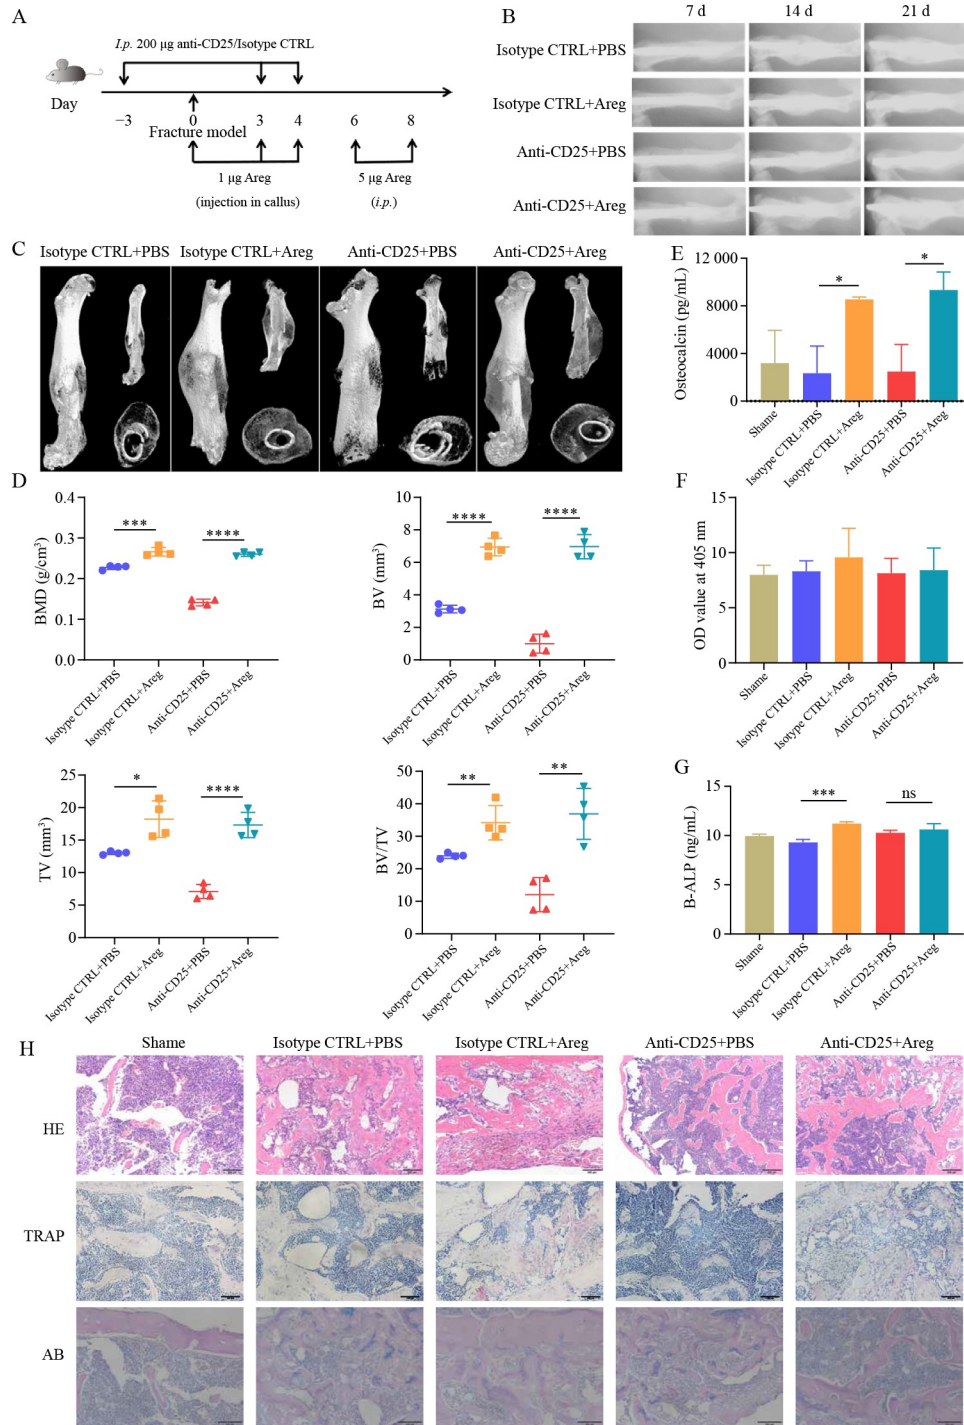 A
I.p. 200 μg anti-CD25/Isotype CTRL
Day
−3 0 3 4 6 8
Fracture model
1 μg Areg
(injection in callus)
5 μg Areg
(i.p.)
B
7 d 14 d 21 d
Isotype CTRL+PBS
Isotype CTRL+Areg
Anti-CD25+PBS
Anti-CD25+Areg
C
Isotype CTRL+PBS Isotype CTRL+Areg Anti-CD25+PBS Anti-CD25+Areg
D
BMD (g/cm³)
0.4
0.3
0.2
0.1
0.0
*** ****
Isotype CTRL+PBS
Isotype CTRL+Areg
Anti-CD25+PBS
Anti-CD25+Areg
BV (mm³)
10
8
6
4
2
0
**** ****
Isotype CTRL+PBS
Isotype CTRL+Areg
Anti-CD25+PBS
Anti-CD25+Areg
TV (mm³)
25
20
15
10
5
0
* ****
Isotype CTRL+PBS
Isotype CTRL+Areg
Anti-CD25+PBS
Anti-CD25+Areg
BV/TV
50
40
30
20
10
0
** **
Isotype CTRL+PBS
Isotype CTRL+Areg
Anti-CD25+PBS
Anti-CD25+Areg
E
Osteocalcin (pg/mL)
12 000
8000
4000
0
* *
Shame
Isotype CTRL+PBS
Isotype CTRL+Areg
Anti-CD25+PBS
Anti-CD25+Areg
F
OD value at 405 nm
15
10
5
0
Shame
Isotype CTRL+PBS
Isotype CTRL+Areg
Anti-CD25+PBS
Anti-CD25+Areg
G
B-ALP (ng/mL)
15
10
5
0
*** ns
Shame
Isotype CTRL+PBS
Isotype CTRL+Areg
Anti-CD25+PBS
Anti-CD25+Areg
H
Shame Isotype CTRL+PBS Isotype CTRL+Areg Anti-CD25+PBS Anti-CD25+Areg
HE
TRAP
AB